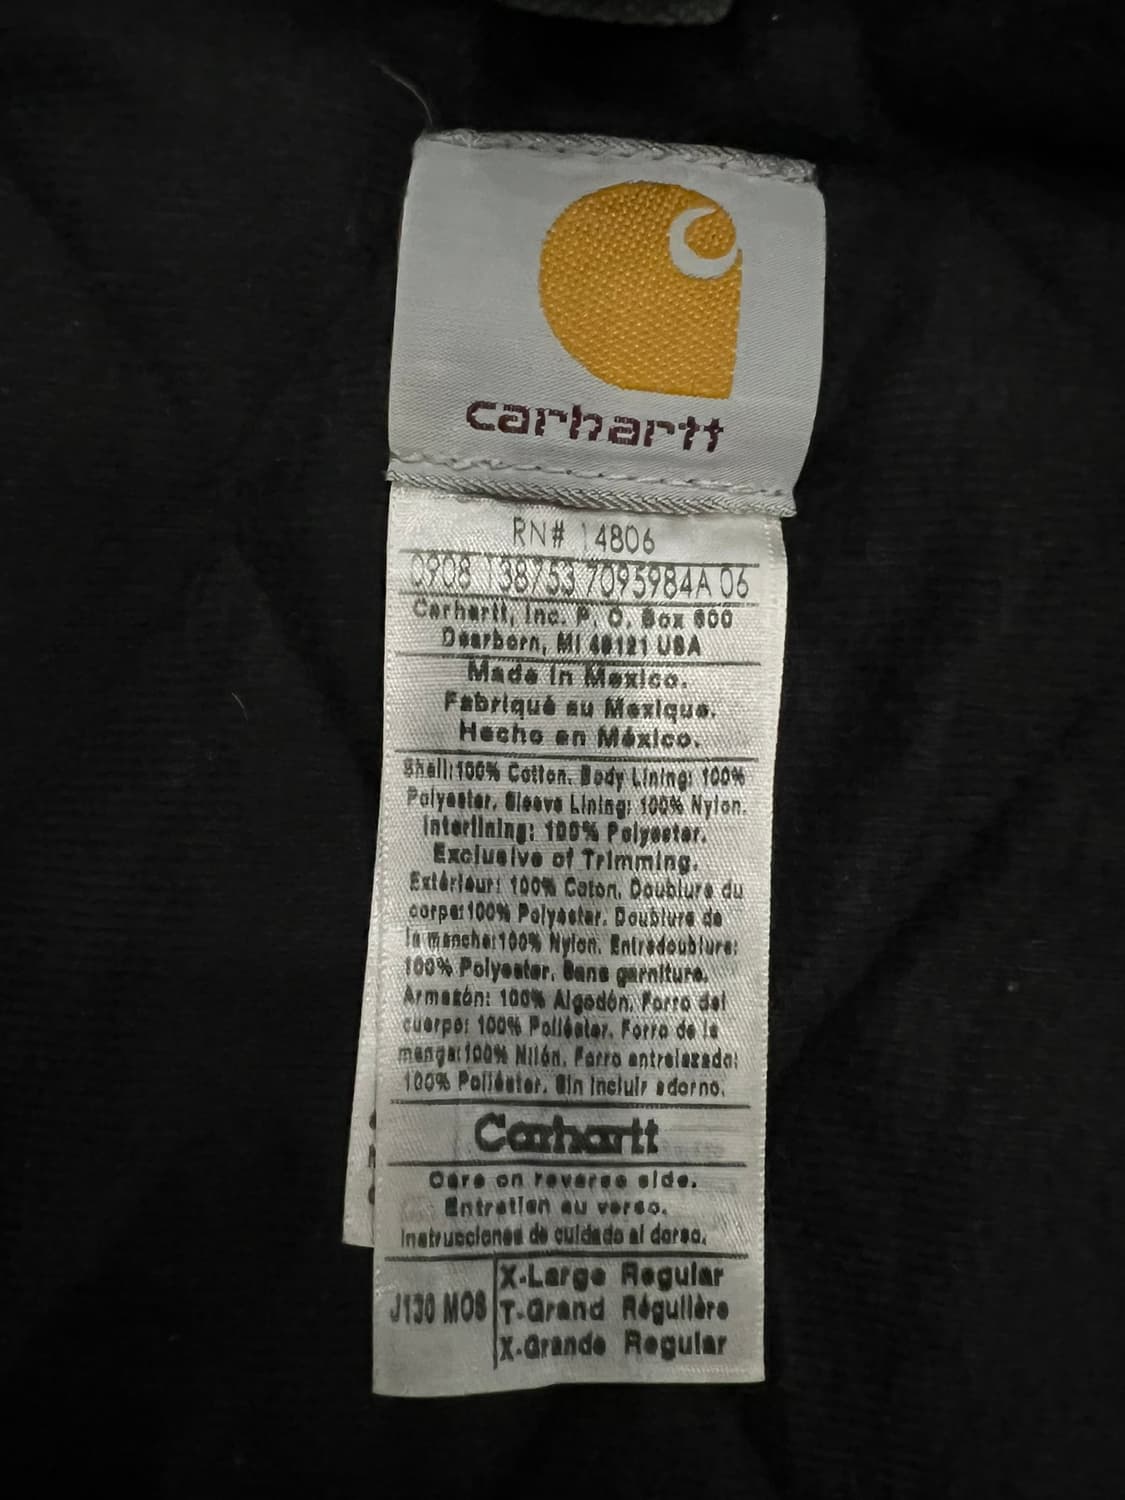 carhartt
RN# 14806
0908 138753 7095984A 06
Carhartt, Inc. P. O. Box 600
Dearborn, MI 48121 USA
Made in Mexico.
Fabriqué au Mexique.
Hecho en México.
Shell:100% Cotton. Body Lining: 100%
Polyester. Sleeve Lining: 100% Nylon.
Interlining: 100% Polyester.
Exclusive of Trimming.
Extérieur: 100% Coton. Doublure du
corps:100% Polyester. Doublure de
la manche:100% Nylon. Entredoublure:
100% Polyester. Sans garniture.
Armazón: 100% Algodón. Forro del
cuerpo: 100% Poliéster. Forro de la
manga:100% Nilón. Forro entrelazado:
100% Poliéster. Sin incluir adorno.
Carhartt
Care on reverse side.
Entretien au verso.
Instrucciones de cuidado al dorso.
J130 MOS
X-Large Regular
T-Grand Régulière
X-Grande Regular